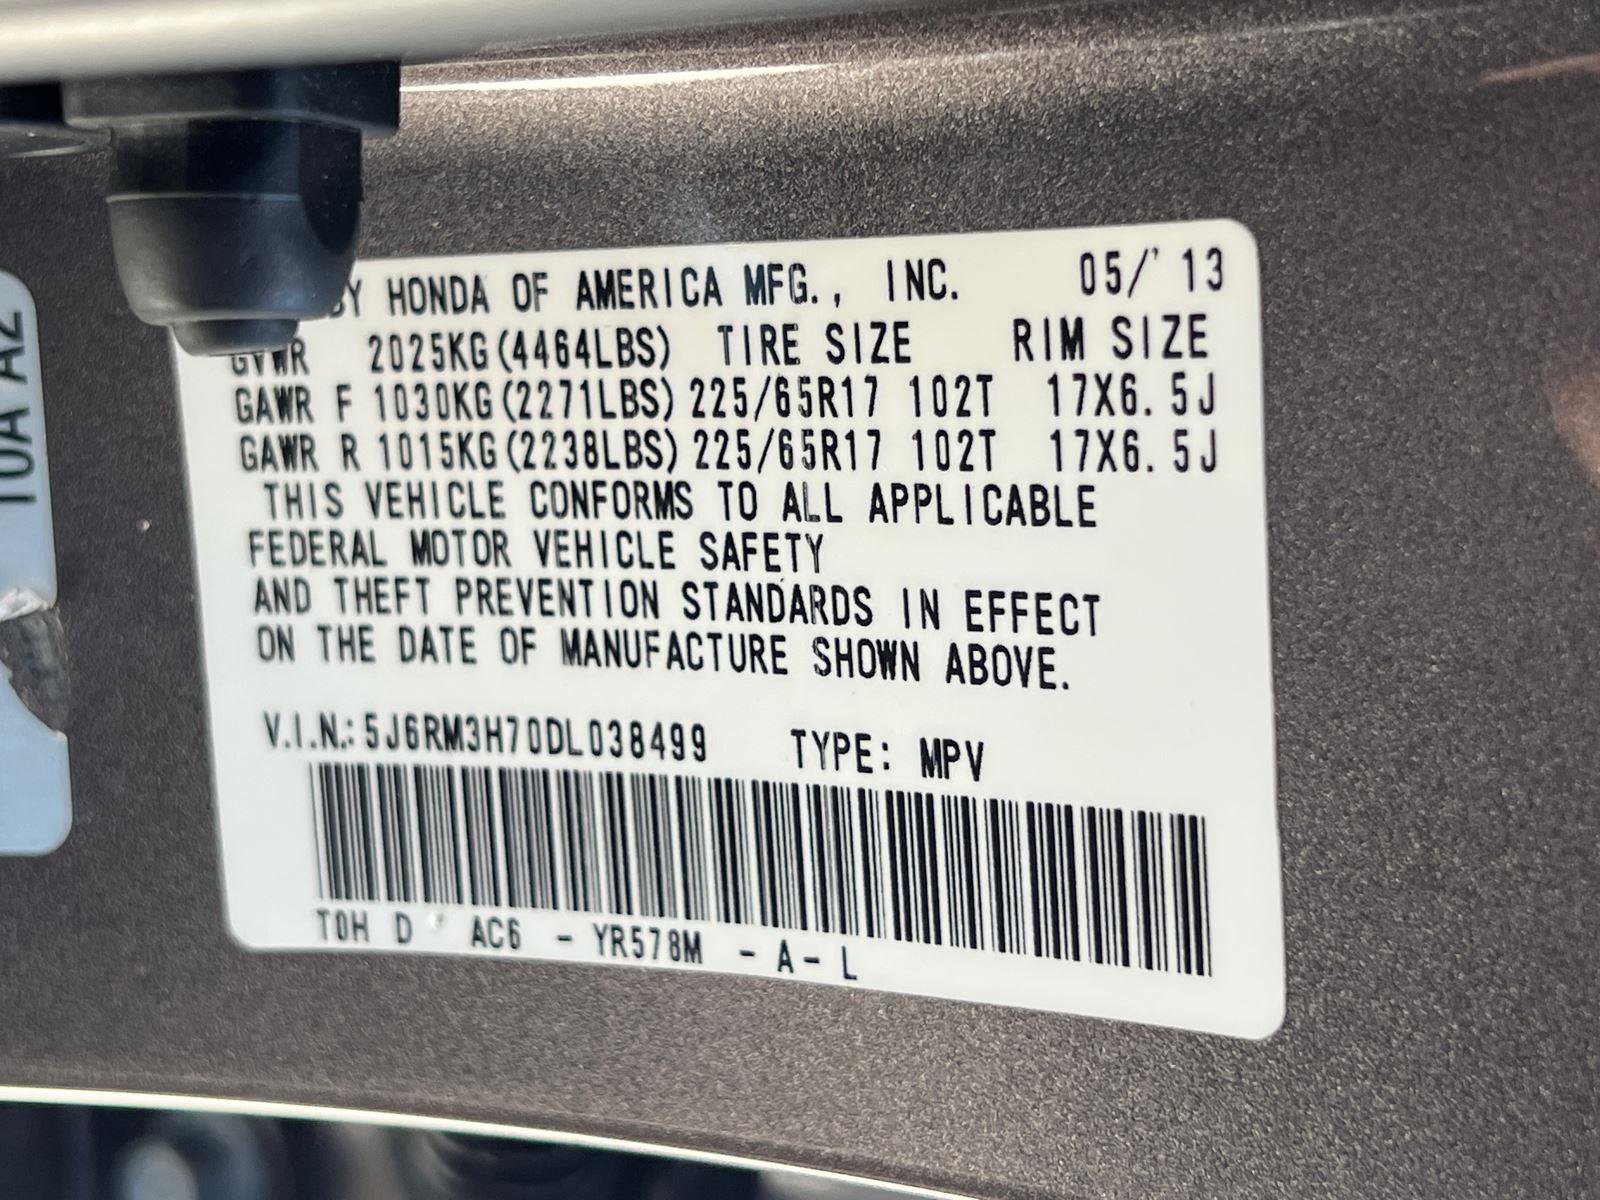 BY HONDA OF AMERICA MFG., INC. 05/'13
GVWR 2025KG(4464LBS) TIRE SIZE RIM SIZE
GAWR F 1030KG(2271LBS) 225/65R17 102T 17X6.5J
GAWR R 1015KG(2238LBS) 225/65R17 102T 17X6.5J
THIS VEHICLE CONFORMS TO ALL APPLICABLE
FEDERAL MOTOR VEHICLE SAFETY
AND THEFT PREVENTION STANDARDS IN EFFECT
ON THE DATE OF MANUFACTURE SHOWN ABOVE.
V.I.N.: 5J6RM3H70DL038499 TYPE: MPV
T0H D AC6 - YR578M - A - L
A2